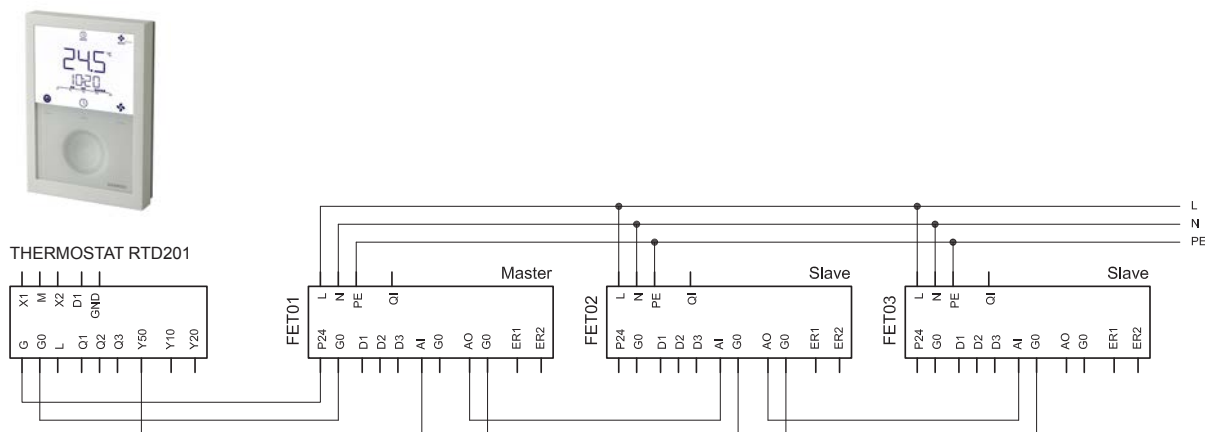 24.5 °C
10:20
L
N
PE
THERMOSTAT RTD201
X1 M X2 D1 GND
G G0 L Q1 Q2 Q3 Y50 Y10 Y20
FET01
Master
L N PE QI
P24 G0 D1 D2 D3 AI G0 AO G0 ER1 ER2
FET02
Slave
L N PE QI
P24 G0 D1 D2 D3 AI G0 AO G0 ER1 ER2
FET03
Slave
L N PE QI
P24 G0 D1 D2 D3 AI G0 AO G0 ER1 ER2